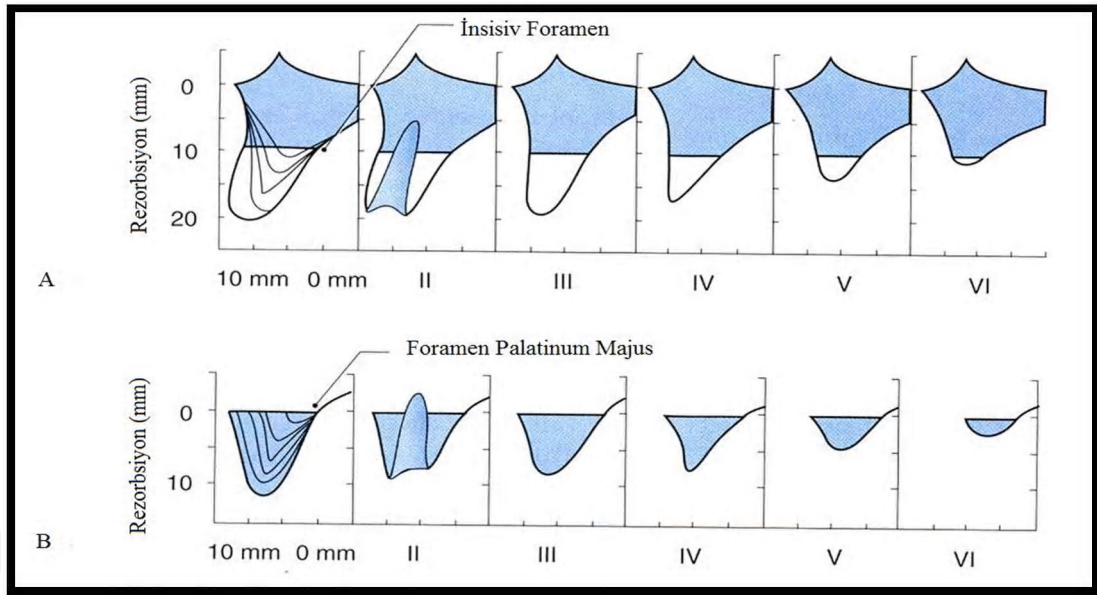 İnsisiv Foramen
Rezorbsiyon (mm)
0
10
20
A
10 mm 0 mm II III IV V VI
Foramen Palatinum Majus
Rezorbsiyon (mm)
0
10
B
10 mm 0 mm II III IV V VI